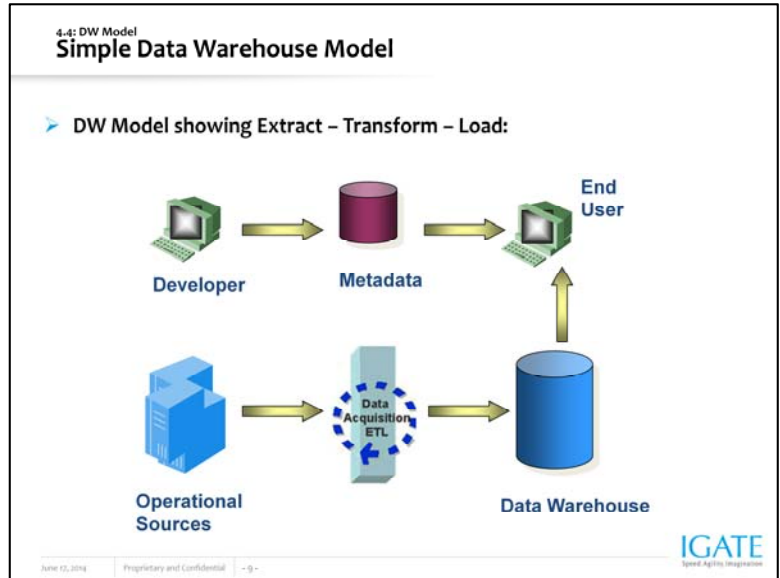 4.4: DW Model
Simple Data Warehouse Model
DW Model showing Extract – Transform – Load:
End
User
Developer
Metadata
Data
Acquisition
ETL
Operational
Sources
Data Warehouse
June 17, 2014
Proprietary and Confidential
- 9 -
IGATE
Speed.Agility.Imagination